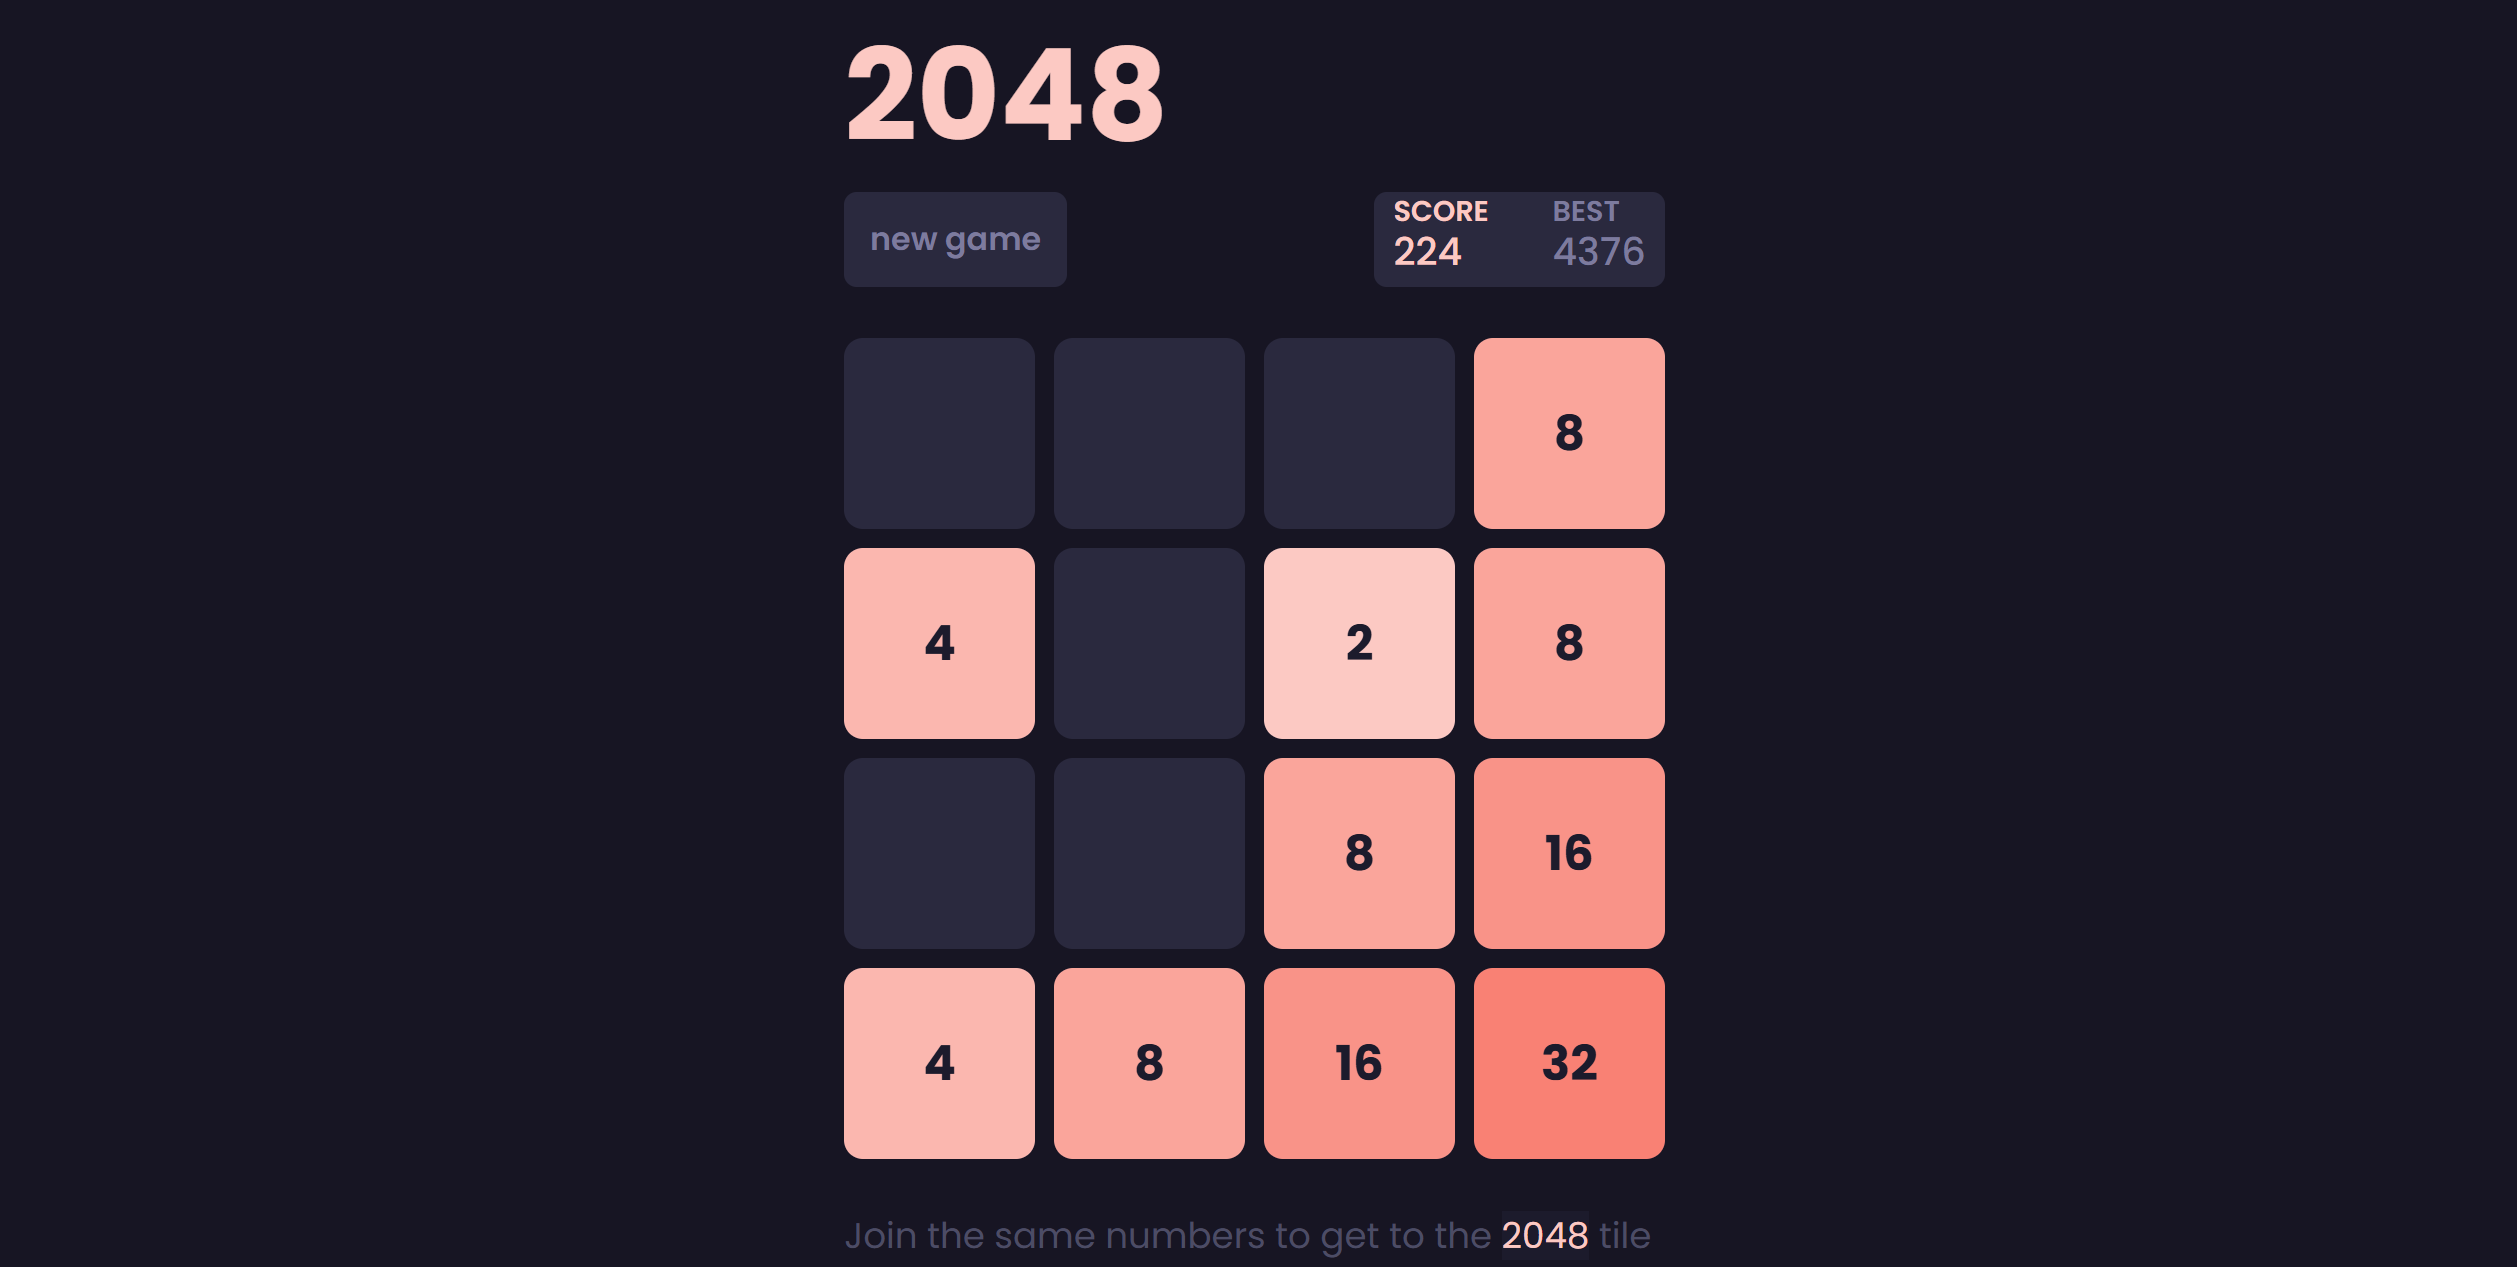 2048
new game
SCORE BEST
224 4376
8
4 2 8
8 16
4 8 16 32
Join the same numbers to get to the 2048 tile